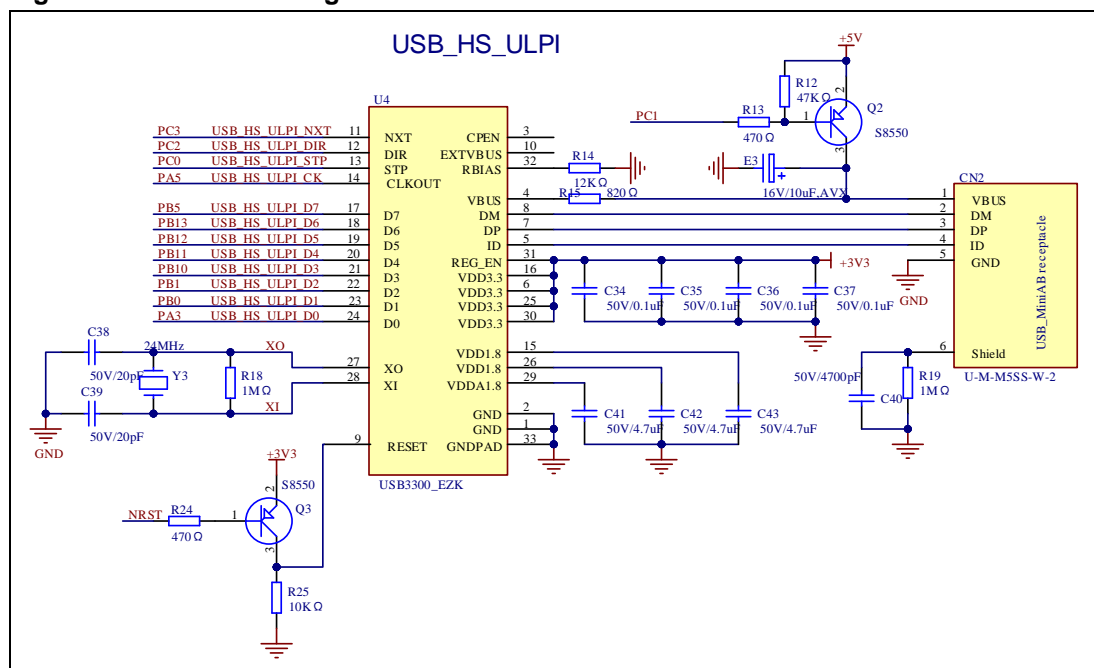 USB_HS_ULPI
+5V
R12
47KΩ
2
Q2
S8550
1
3
PC1
R13
470Ω
E3
+
16V/10uF,AVX
U4
PC3 USB_HS_ULPI_NXT 11 NXT
PC2 USB_HS_ULPI_DIR 12 DIR
PC0 USB_HS_ULPI_STP 13 STP
PA5 USB_HS_ULPI_CK 14 CLKOUT
PB5 USB_HS_ULPI_D7 17 D7
PB13 USB_HS_ULPI_D6 18 D6
PB12 USB_HS_ULPI_D5 19 D5
PB11 USB_HS_ULPI_D4 20 D4
PB10 USB_HS_ULPI_D3 21 D3
PB1 USB_HS_ULPI_D2 22 D2
PB0 USB_HS_ULPI_D1 23 D1
PA3 USB_HS_ULPI_D0 24 D0
27 XO
28 XI
9 RESET
CPEN 3
EXTVBUS 10
RBIAS 32
VBUS 4
DM 8
DP 7
ID 5
REG_EN 31
VDD3.3 16
VDD3.3 6
VDD3.3 25
VDD3.3 30
VDD1.8 15
VDD1.8 26
VDDA1.8 29
GND 2
GND 1
GNDPAD 33
USB3300_EZK
R14
12KΩ
R15 820Ω
+3V3
C34
50V/0.1uF
C35
50V/0.1uF
C36
50V/0.1uF
C37
50V/0.1uF
C41
50V/4.7uF
C42
50V/4.7uF
C43
50V/4.7uF
CN2
1 VBUS
2 DM
3 DP
4 ID
5 GND
6 Shield
USB_MiniAB receptacle
U-M-M5SS-W-2
GND
50V/4700pF
C40
R19
1MΩ
C38
50V/20pF
24MHz
Y3
C39
50V/20pF
XO
R18
1MΩ
XI
GND
+3V3
2
S8550
Q3
1
3
NRST
R24
470Ω
R25
10KΩ